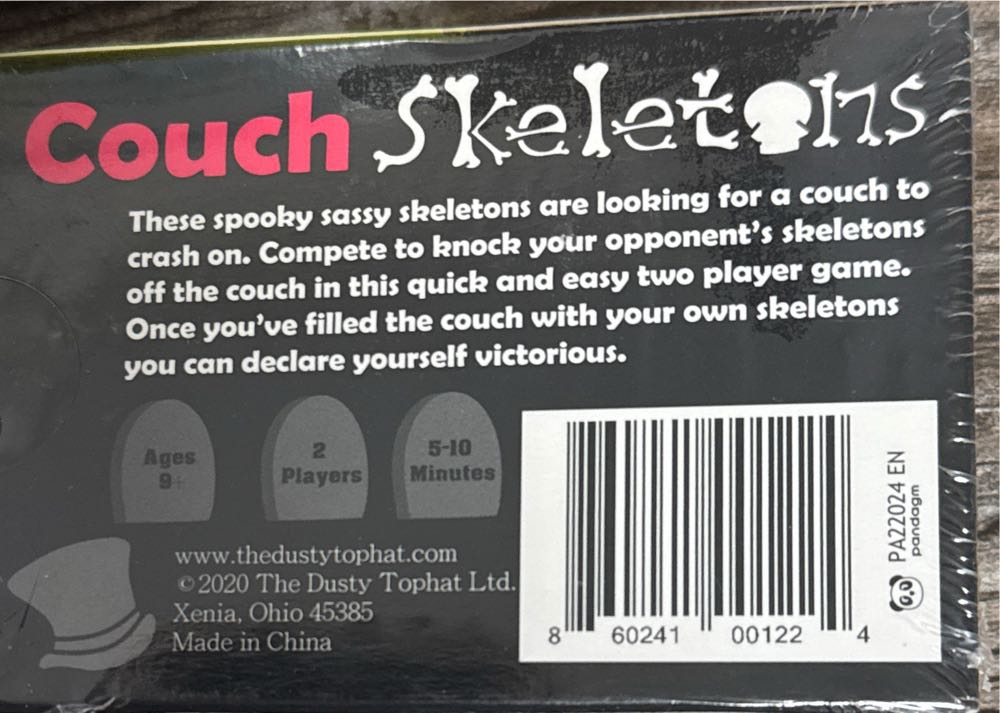 Couch Skeletons
These spooky sassy skeletons are looking for a couch to
crash on. Compete to knock your opponent's skeletons
off the couch in this quick and easy two player game.
Once you've filled the couch with your own skeletons
you can declare yourself victorious.
Ages
9+
2
Players
5-10
Minutes
www.thedustytophat.com
©2020 The Dusty Tophat Ltd.
Xenia, Ohio 45385
Made in China
8 60241 00122 4
PA22024 EN
pandagm